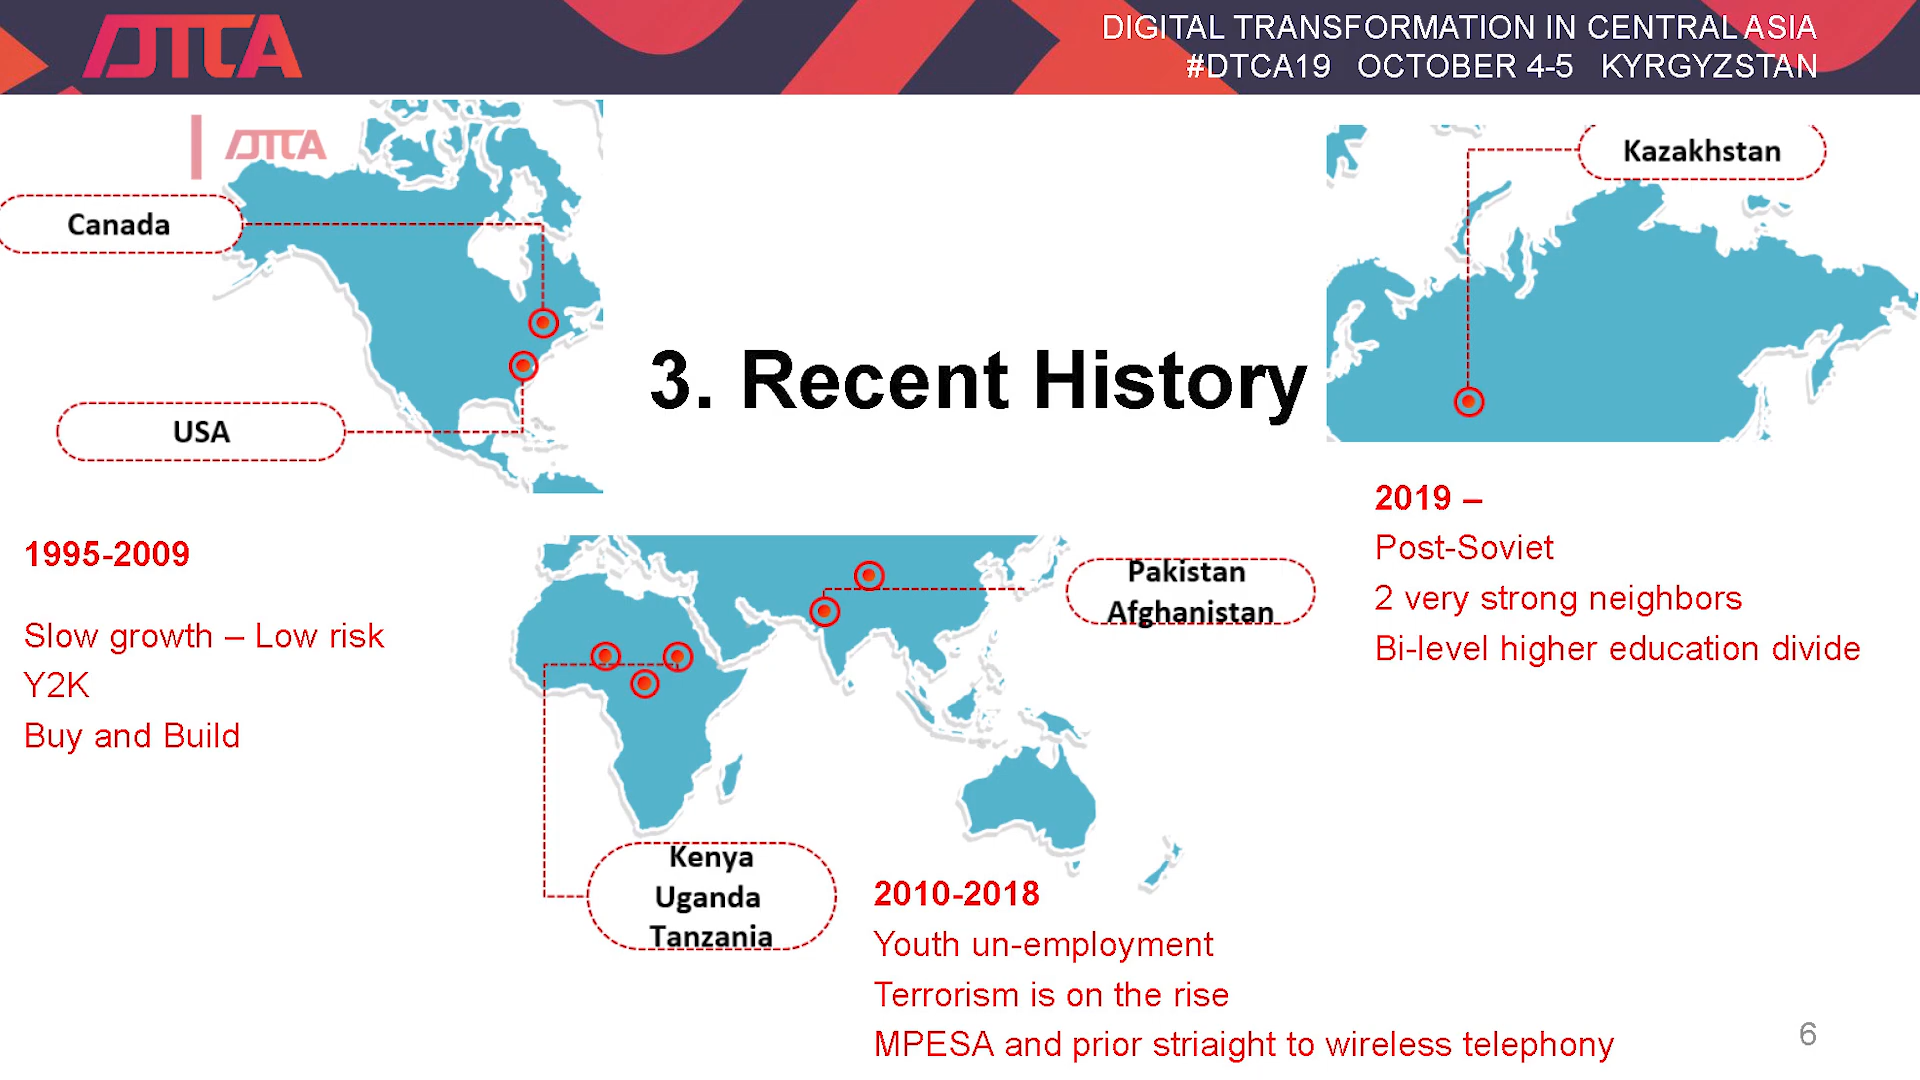 DTCA
DIGITAL TRANSFORMATION IN CENTRAL ASIA
#DTCA19 OCTOBER 4-5 KYRGYZSTAN
DTCA
Canada
USA
Kazakhstan
3. Recent History
1995-2009
Slow growth – Low risk
Y2K
Buy and Build
Pakistan
Afghanistan
Kenya
Uganda
Tanzania
2010-2018
Youth un-employment
Terrorism is on the rise
MPESA and prior striaight to wireless telephony
2019 –
Post-Soviet
2 very strong neighbors
Bi-level higher education divide
6